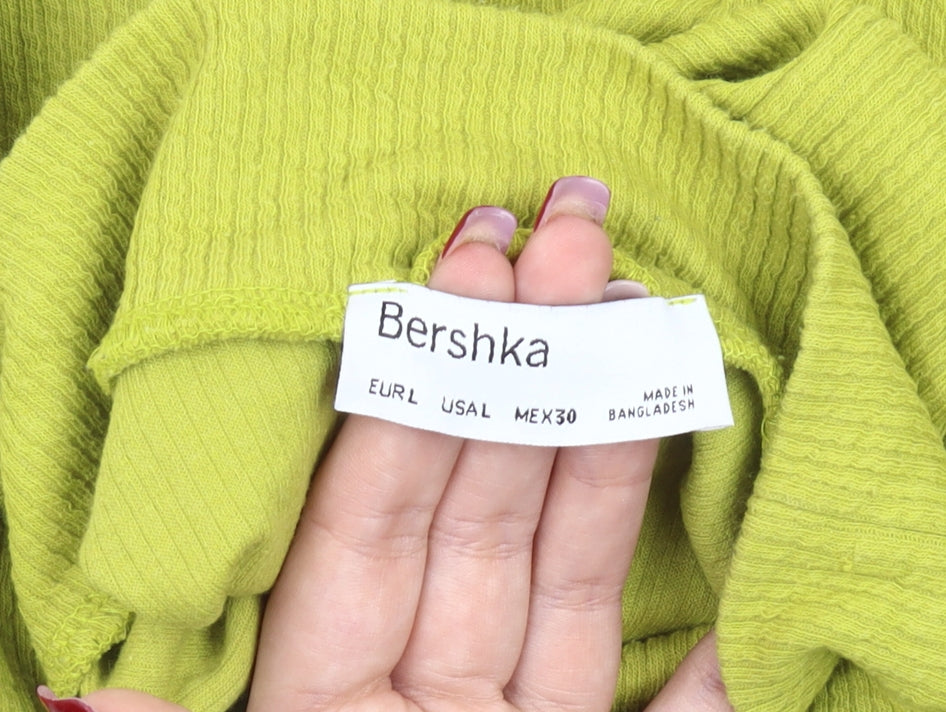 Bershka
EUR L USA L MEX 30
MADE IN
BANGLADESH